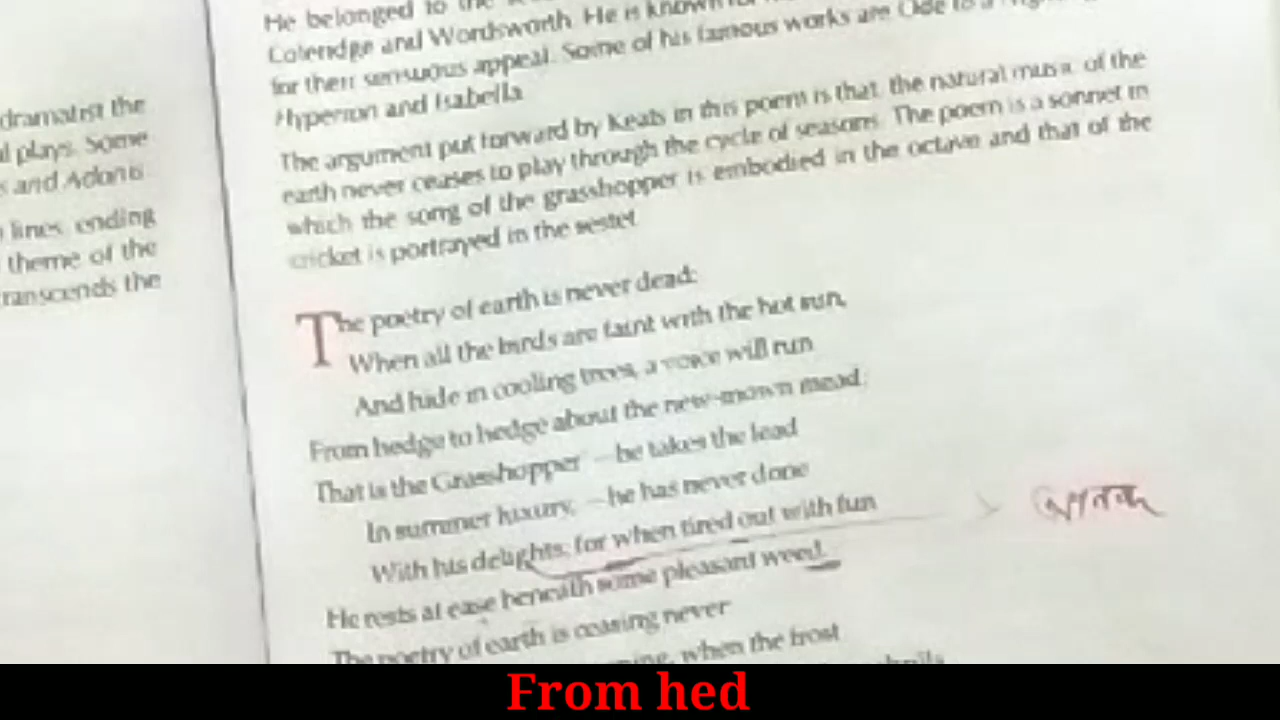 dramatist the
plays. Some
and Adonis
lines, ending
theme of the
transcends the
He belonged to the
Coleridge and Wordsworth. He is known for
for their sensuous appeal. Some of his famous works are Ode to a
Hyperion and Isabella.
The argument put forward by Keats in this poem is that, the natural music of the
earth never ceases to play through the cycle of seasons. The poem is a sonnet in
which the song of the grasshopper is embodied in the octave and that of the
cricket is portrayed in the sestet.
The poetry of earth is never dead:
When all the birds are faint with the hot sun,
And hide in cooling trees, a voice will run
From hedge to hedge about the new-mown mead;
That is the Grasshopper's—he takes the lead
In summer luxury,—he has never done
With his delights; for when tired out with fun
He rests at ease beneath some pleasant weed.
The poetry of earth is ceasing never:
when the frost
From hed